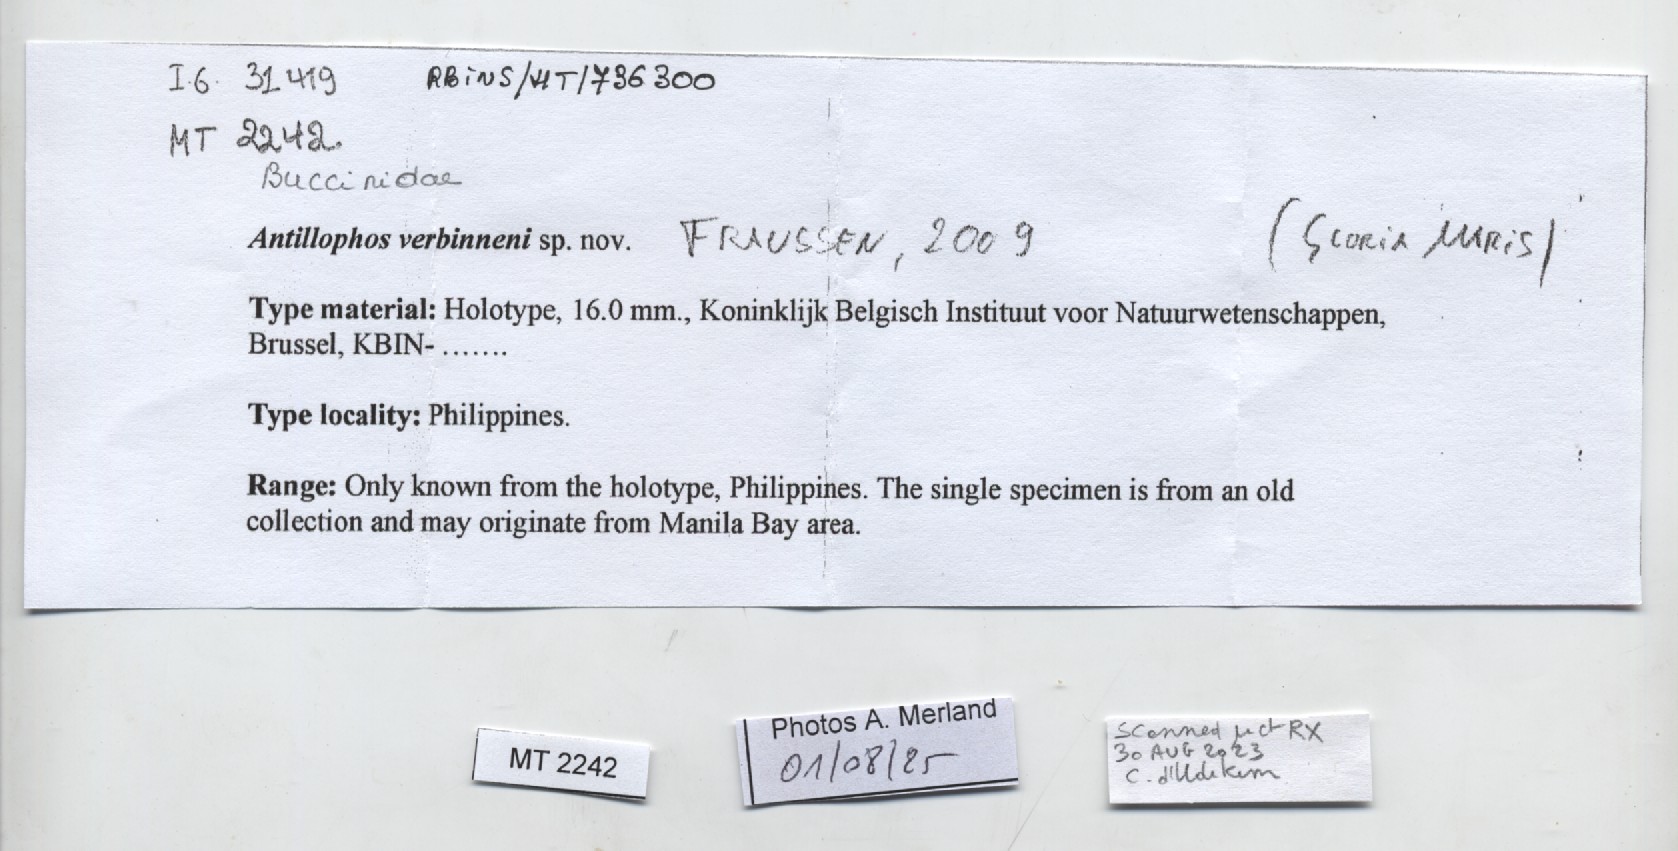 I.G. 31419 RBINS/MT/796300
MT 2242.
Buccinidae
Antillophos verbinneni sp. nov. FRAUSSEN, 2009 (GLORIA MARIS)
Type material: Holotype, 16.0 mm., Koninklijk Belgisch Instituut voor Natuurwetenschappen,
Brussel, KBIN- .......
Type locality: Philippines.
Range: Only known from the holotype, Philippines. The single specimen is from an old
collection and may originate from Manila Bay area.
MT 2242
Photos A. Merland
01/08/25
Scanned µct RX
30 AUG 2023
C. d'Udekem